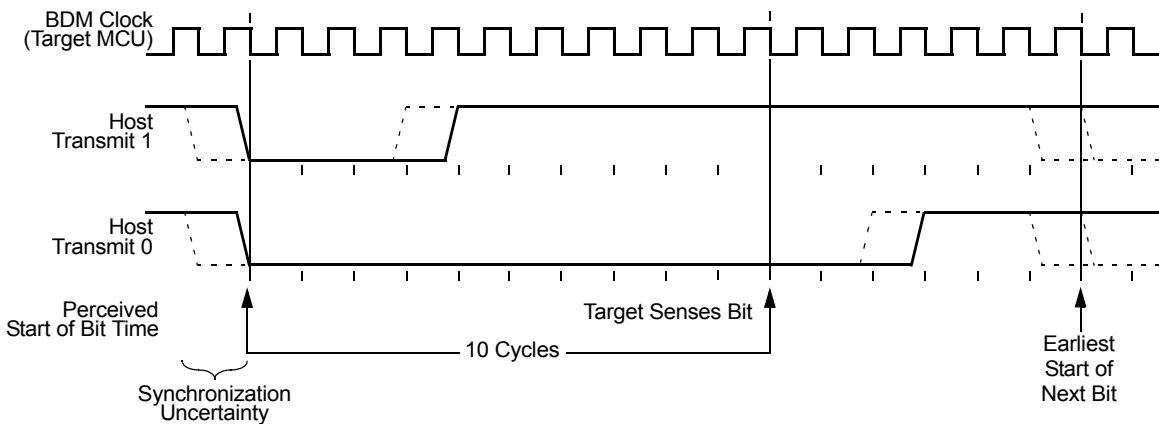 BDM Clock
(Target MCU)
Host
Transmit 1
Host
Transmit 0
Perceived
Start of Bit Time
Target Senses Bit
10 Cycles
Earliest
Start of
Next Bit
Synchronization
Uncertainty